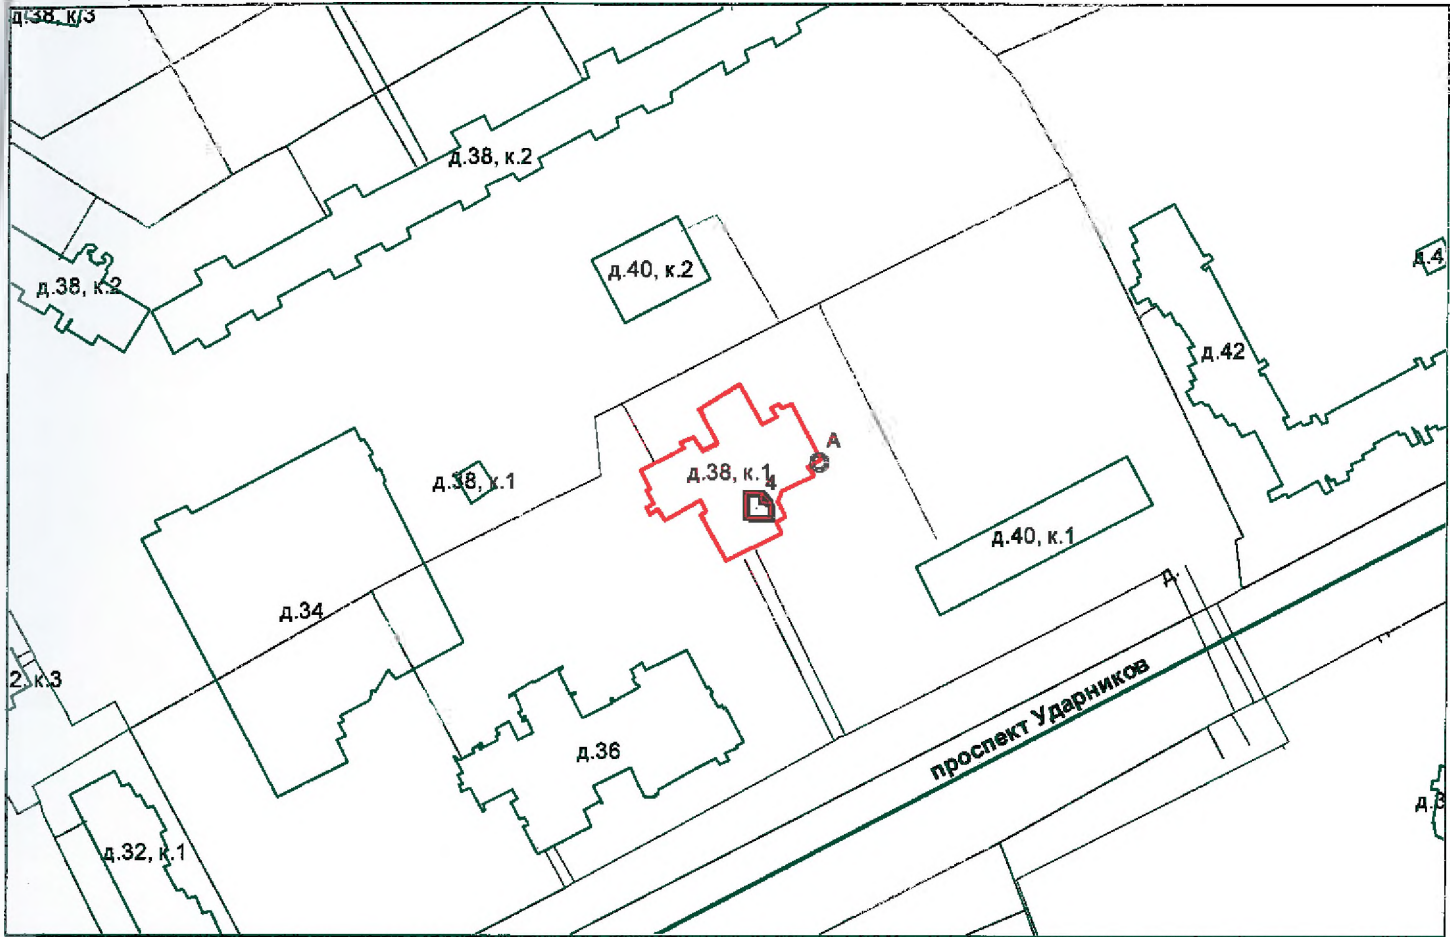 д.38, к.3
д.38, к.2
д.40, к.2
д.38, к.2
д.4
д.42
А
д.38, к.1
д.38, к.1
4
д.40, к.1
д.
д.34
2, к.3
проспект Ударников
д.36
д.3
д.32, к.1